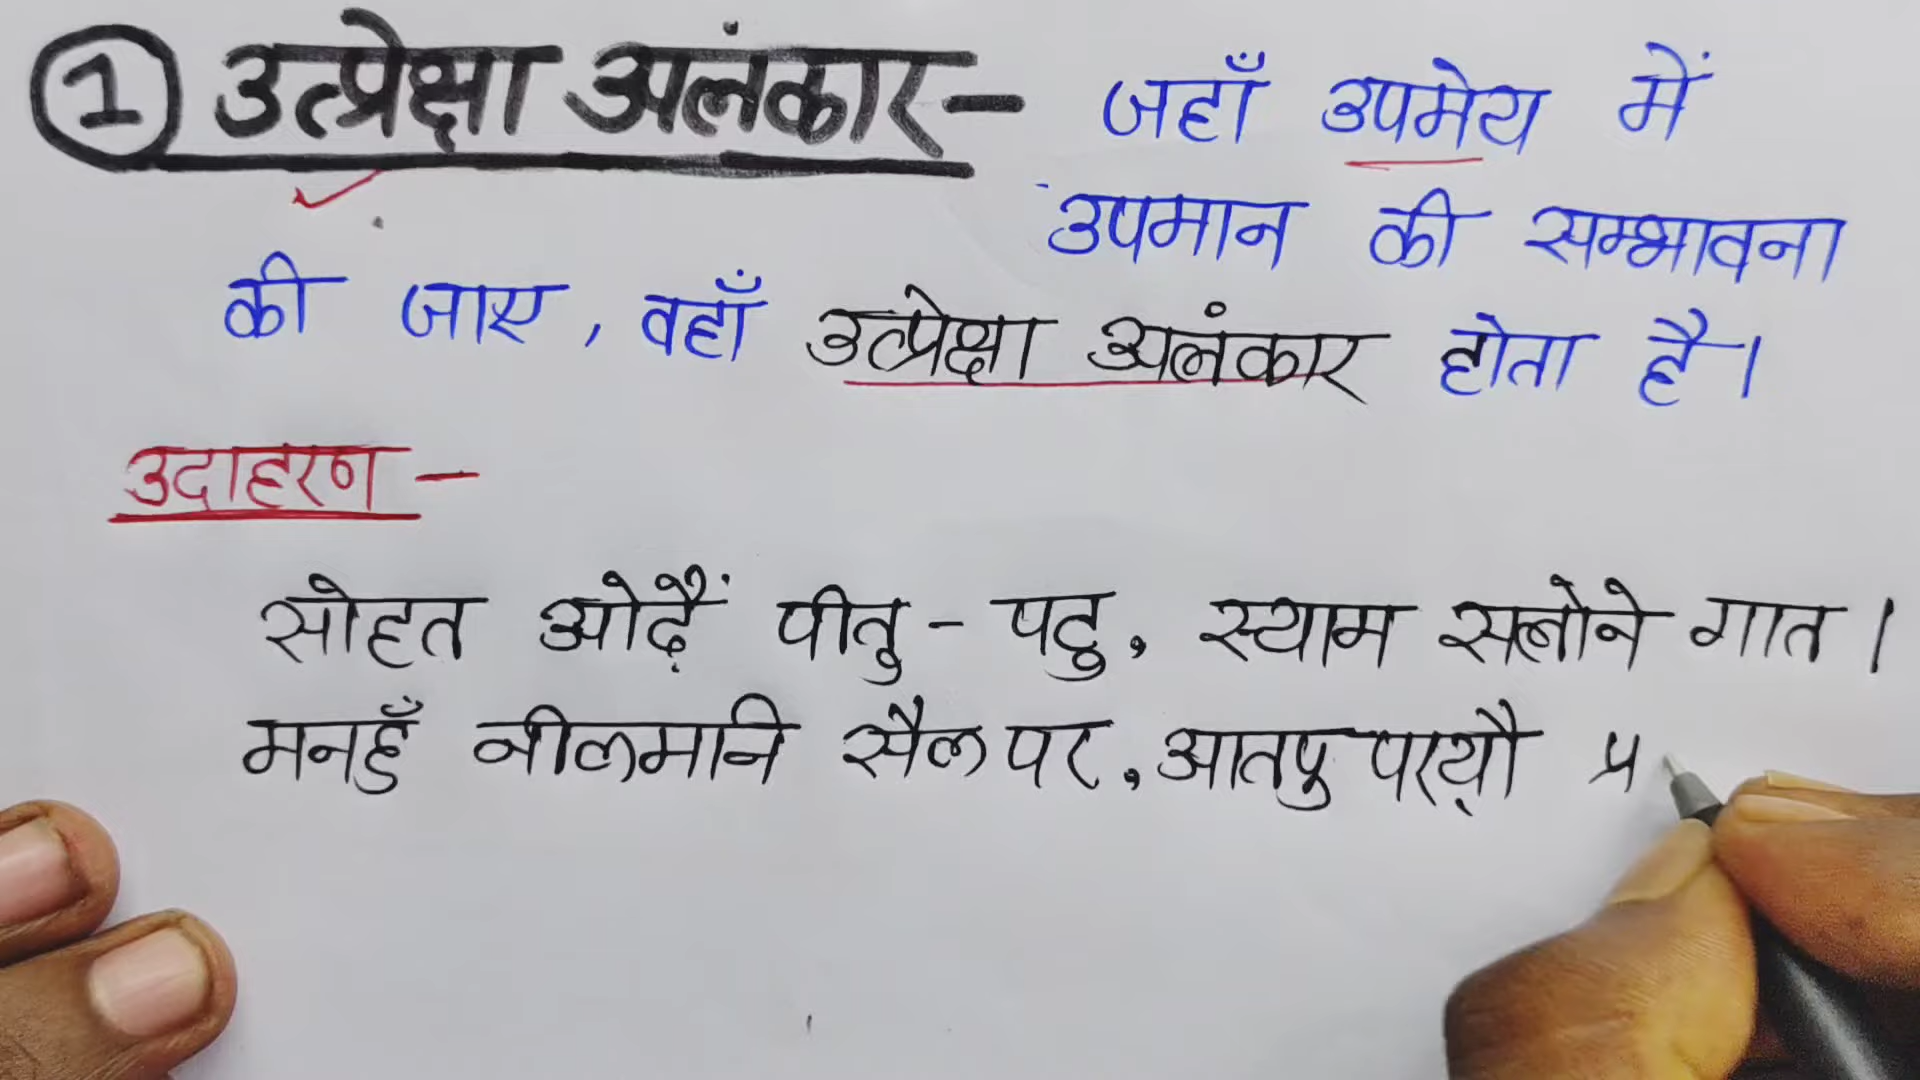 1 उत्प्रेक्षा अलंकार - जहाँ उपमेय में
उपमान की सम्भावना
की जाए, वहाँ उत्प्रेक्षा अलंकार होता है।
उदाहरण -
सोहत ओढ़ैं पीतु - पटु, स्याम सलोने गात ।
मनहुँ नीलमनि सैल पर, आतपु परयौ प्र